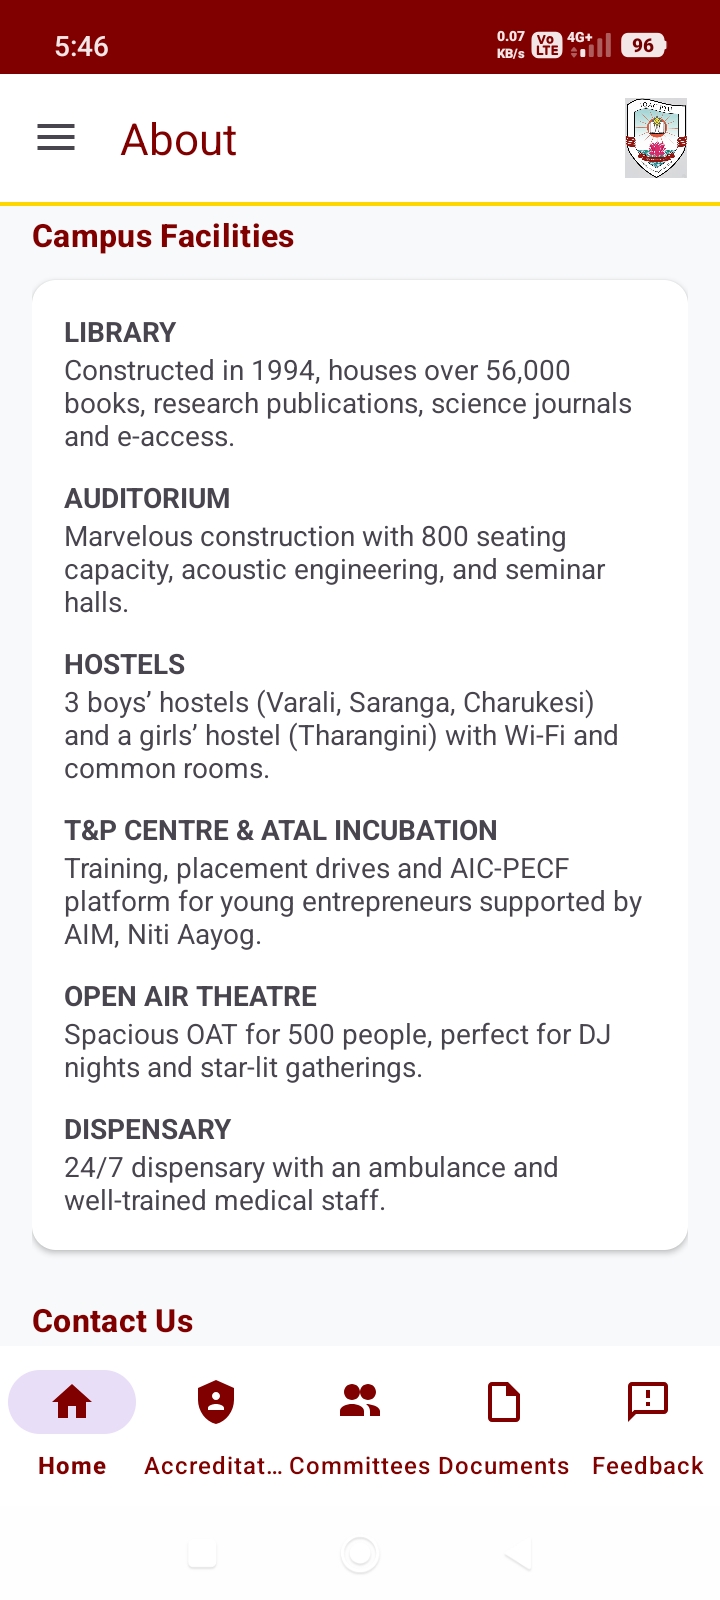 5:46
0.07
KB/s
Vo
LTE
4G+
96
About
Campus Facilities
LIBRARY
Constructed in 1994, houses over 56,000
books, research publications, science journals
and e-access.
AUDITORIUM
Marvelous construction with 800 seating
capacity, acoustic engineering, and seminar
halls.
HOSTELS
3 boys’ hostels (Varali, Saranga, Charukesi)
and a girls’ hostel (Tharangini) with Wi-Fi and
common rooms.
T&P CENTRE & ATAL INCUBATION
Training, placement drives and AIC-PECF
platform for young entrepreneurs supported by
AIM, Niti Aayog.
OPEN AIR THEATRE
Spacious OAT for 500 people, perfect for DJ
nights and star-lit gatherings.
DISPENSARY
24/7 dispensary with an ambulance and
well-trained medical staff.
Contact Us
Home
Accreditat...
Committees
Documents
Feedback